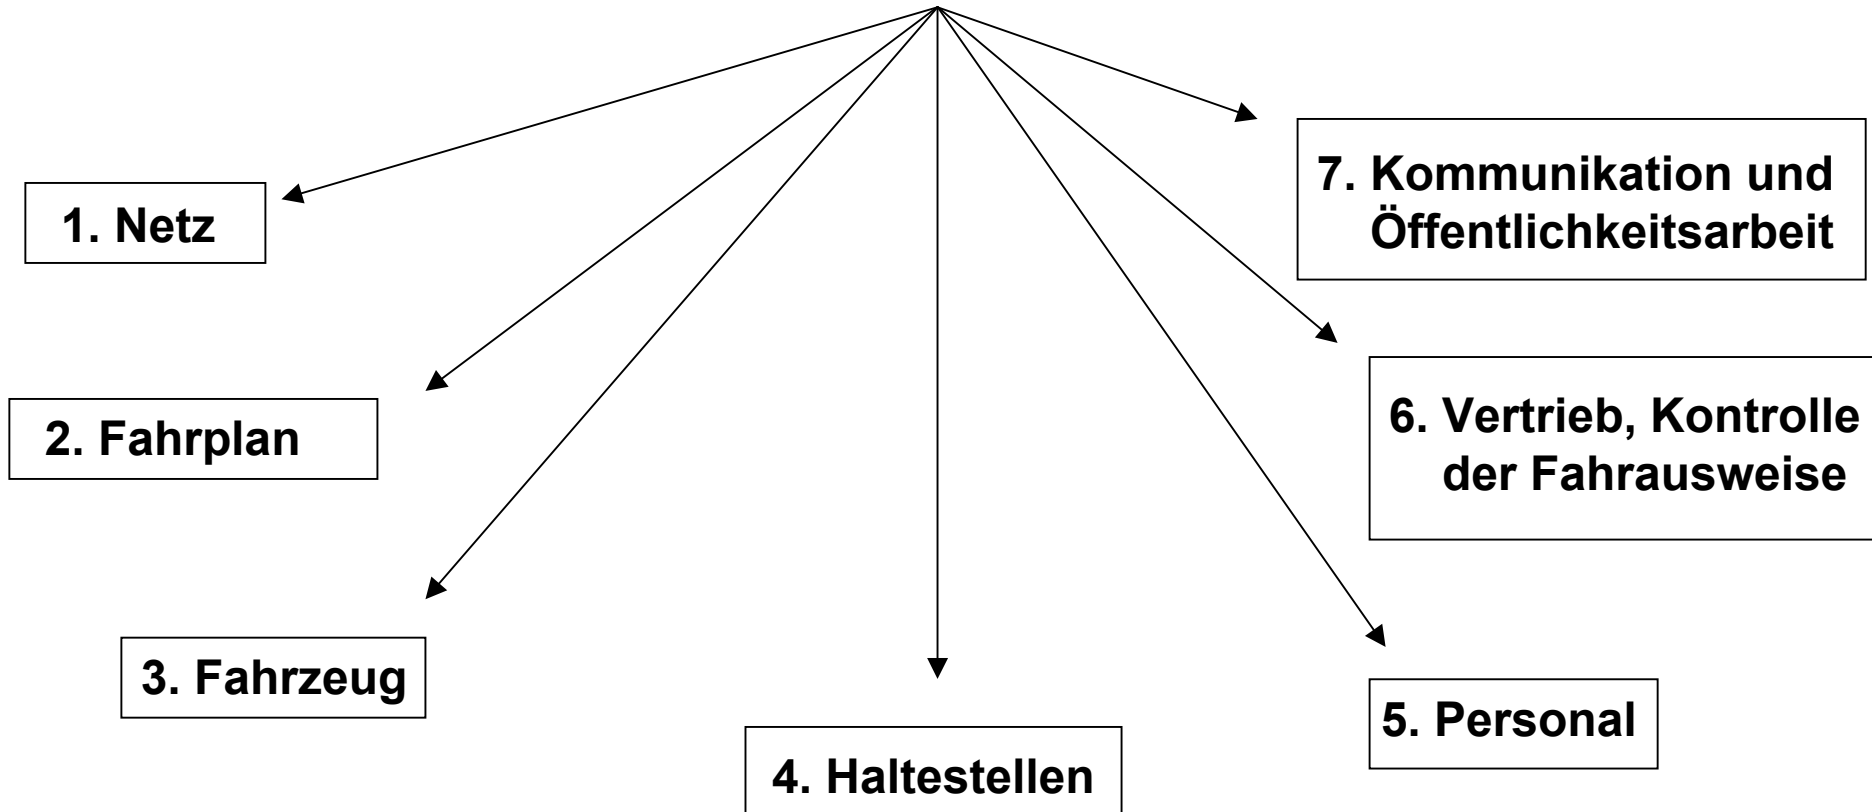 1. Netz
2. Fahrplan
3. Fahrzeug
4. Haltestellen
5. Personal
6. Vertrieb, Kontrolle
der Fahrausweise
7. Kommunikation und
Öffentlichkeitsarbeit